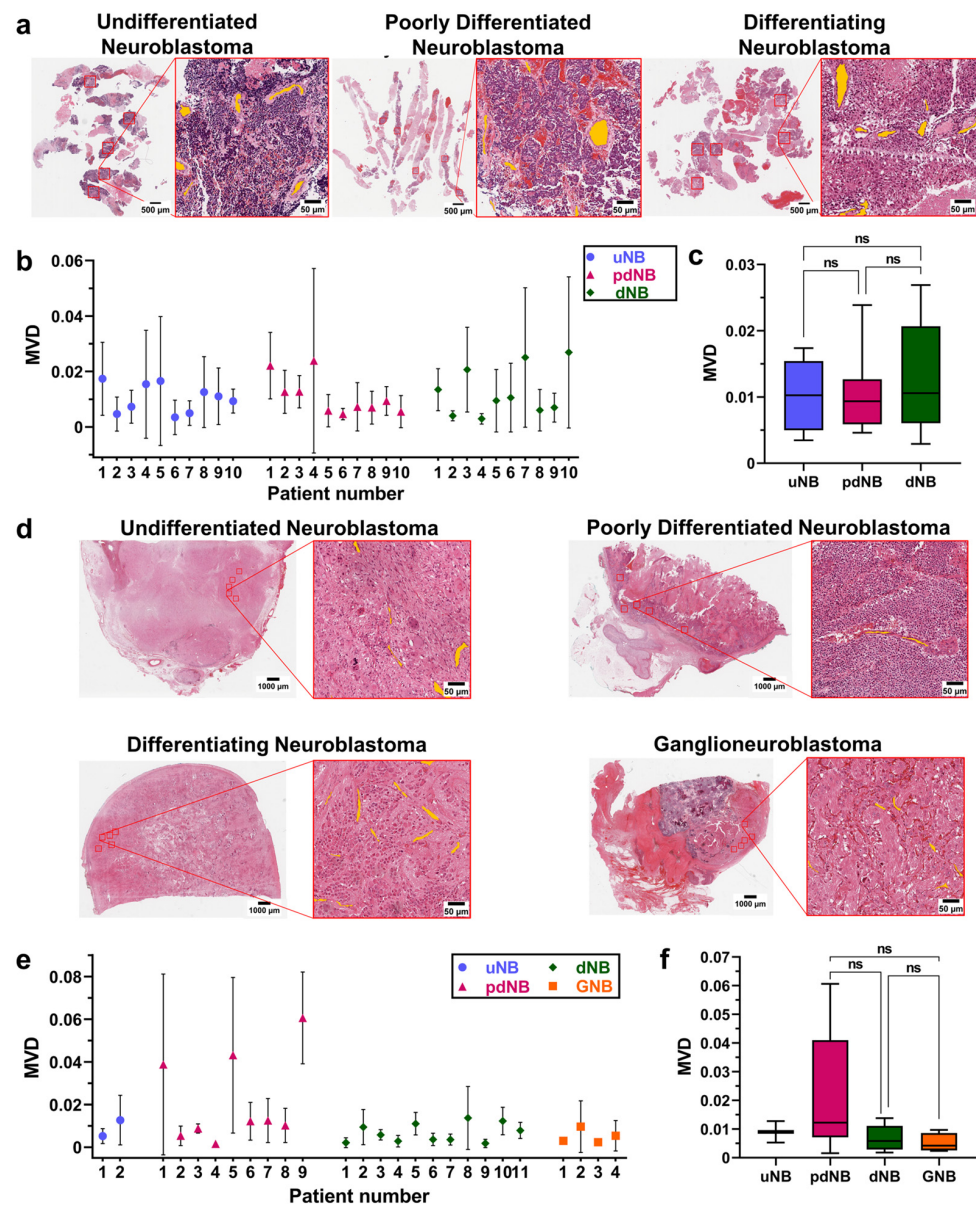 a
Undifferentiated
Neuroblastoma
Poorly Differentiated
Neuroblastoma
Differentiating
Neuroblastoma
500 µm
50 µm
500 µm
50 µm
500 µm
50 µm
b
MVD
0.06
0.04
0.02
0
uNB
pdNB
dNB
1 2 3 4 5 6 7 8 9 10 1 2 3 4 5 6 7 8 9 10 1 2 3 4 5 6 7 8 9 10
Patient number
c
MVD
0.03
0.02
0.01
0
ns
ns
ns
uNB pdNB dNB
d
Undifferentiated Neuroblastoma
Poorly Differentiated Neuroblastoma
1000 µm
50 µm
1000 µm
50 µm
Differentiating Neuroblastoma
Ganglioneuroblastoma
1000 µm
50 µm
1000 µm
50 µm
e
MVD
0.08
0.06
0.04
0.02
0
uNB
pdNB
dNB
GNB
1 2 1 2 3 4 5 6 7 8 9 1 2 3 4 5 6 7 8 9 10 11 1 2 3 4
Patient number
f
MVD
0.07
0.06
0.05
0.04
0.03
0.02
0.01
0
ns
ns
ns
uNB pdNB dNB GNB